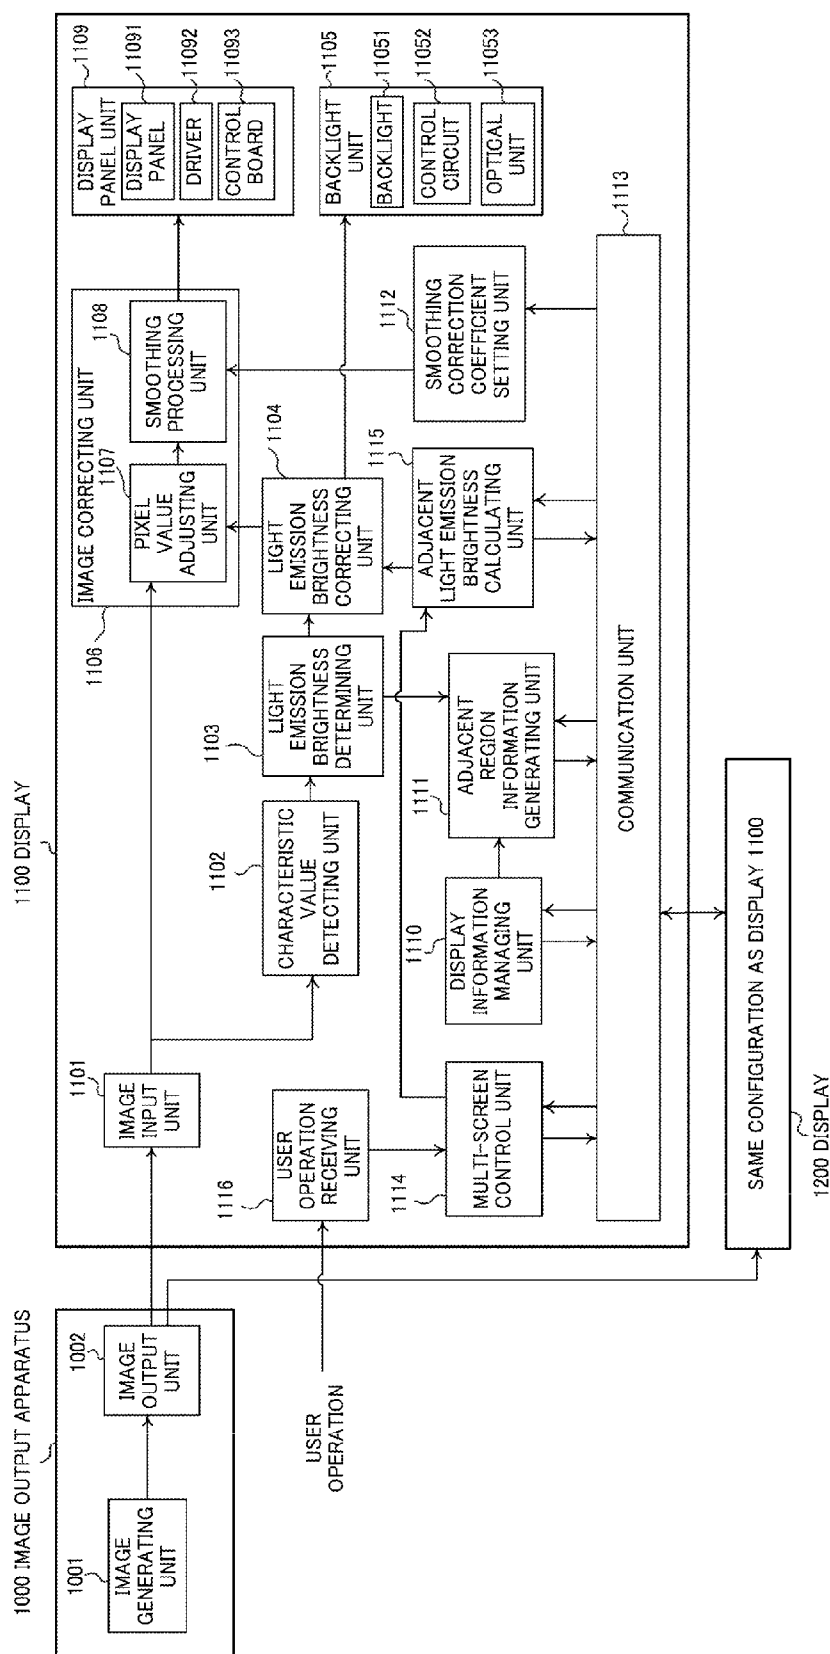 1000 IMAGE OUTPUT APPARATUS
1001
IMAGE
GENERATING
UNIT
1002
IMAGE
OUTPUT
UNIT
USER
OPERATION
1100 DISPLAY
1101
IMAGE
INPUT
UNIT
1116
USER
OPERATION
RECEIVING
UNIT
1114
MULTI-SCREEN
CONTROL UNIT
1102
CHARACTERISTIC
VALUE
DETECTING UNIT
1110
DISPLAY
INFORMATION
MANAGING
UNIT
1103
LIGHT
EMISSION
BRIGHTNESS
DETERMINING
UNIT
1111
ADJACENT
REGION
INFORMATION
GENERATING UNIT
1106
IMAGE CORRECTING UNIT
1107
PIXEL
VALUE
ADJUSTING
UNIT
1108
SMOOTHING
PROCESSING
UNIT
1104
LIGHT
EMISSION
BRIGHTNESS
CORRECTING
UNIT
1115
ADJACENT
LIGHT EMISSION
BRIGHTNESS
CALCULATING
UNIT
1112
SMOOTHING
CORRECTION
COEFFICIENT
SETTING UNIT
1109
DISPLAY
PANEL UNIT
11091
DISPLAY
PANEL
11092
DRIVER
11093
CONTROL
BOARD
1105
BACKLIGHT
UNIT
11051
BACKLIGHT
11052
CONTROL
CIRCUIT
11053
OPTICAL
UNIT
1113
COMMUNICATION UNIT
SAME CONFIGURATION AS DISPLAY 1100
1200 DISPLAY